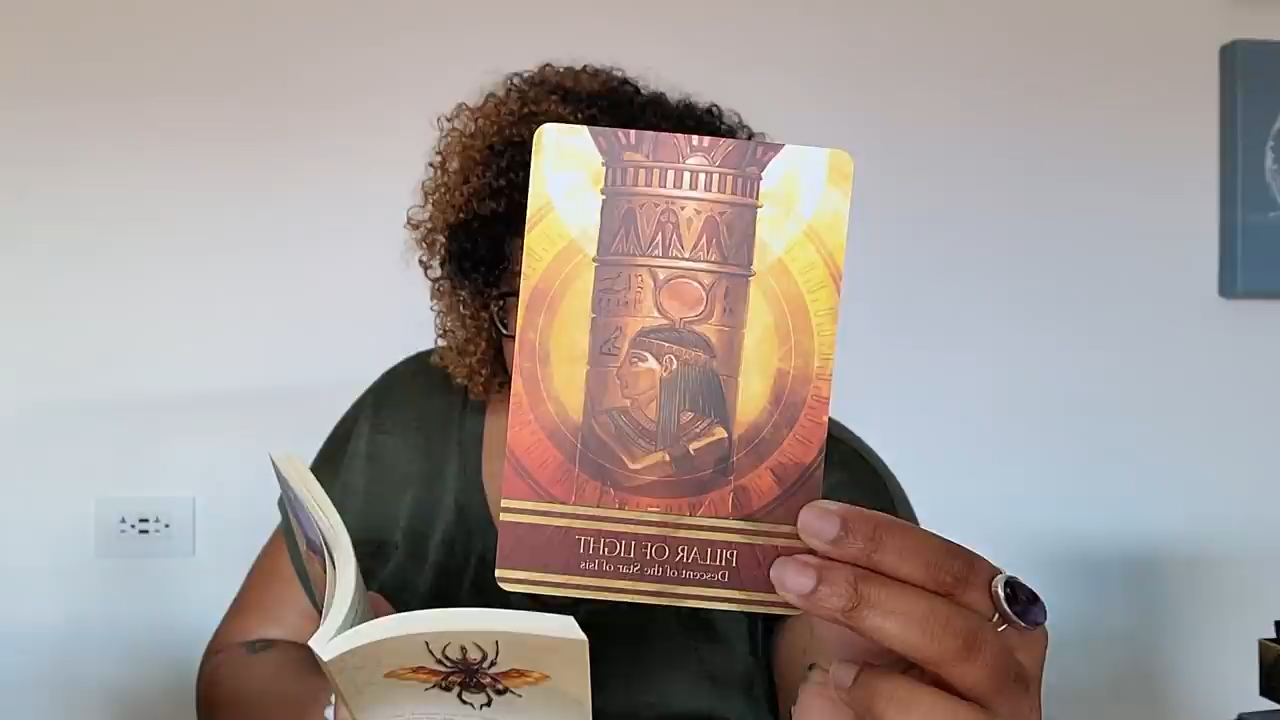 PILLAR OF LIGHT
Descent of the Star of Isis